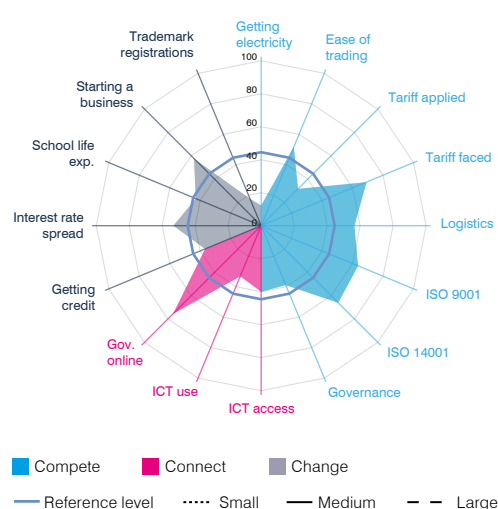 Getting
electricity
Ease of
trading
Tariff applied
Tariff faced
Logistics
ISO 9001
ISO 14001
Governance
ICT access
ICT use
Gov.
online
Getting
credit
Interest rate
spread
School life
exp.
Starting a
business
Trademark
registrations
100
80
60
40
20
0
Compete
Connect
Change
Reference level
Small
Medium
Large